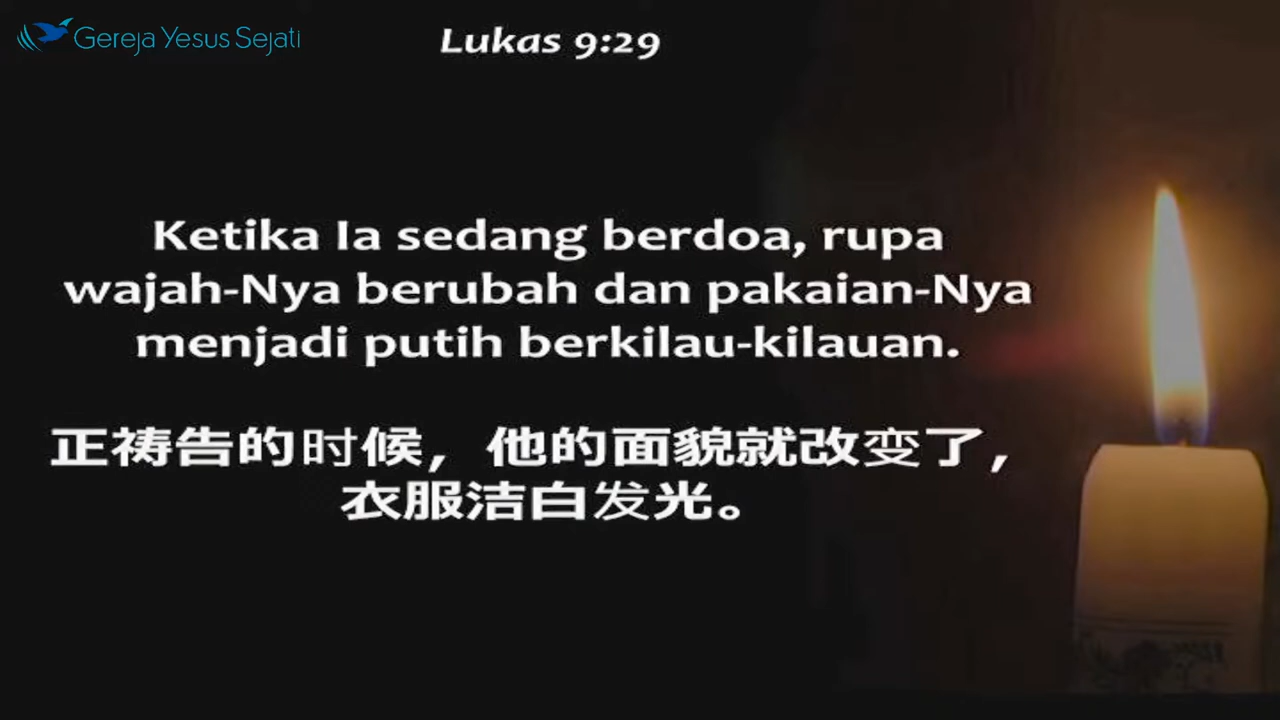 Gereja Yesus Sejati
Lukas 9:29
Ketika Ia sedang berdoa, rupa
wajah-Nya berubah dan pakaian-Nya
menjadi putih berkilau-kilauan.
正祷告的时候，他的面貌就改变了，
衣服洁白发光。